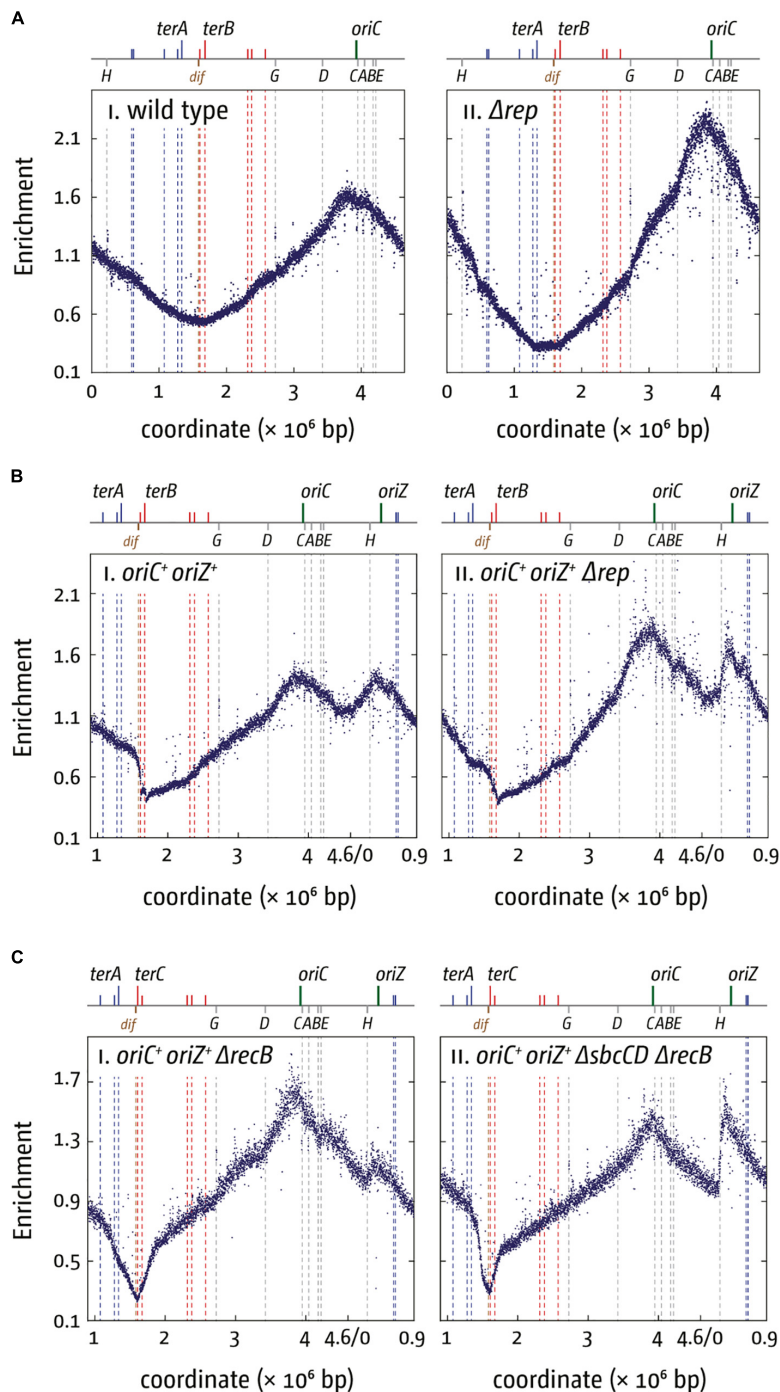 A
terA terB oriC
H dif G D CABE
I. wild type
2.1
1.6
1.1
0.6
0.1
Enrichment
0 1 2 3 4
coordinate (× 10⁶ bp)
terA terB oriC
H dif G D CABE
II. Δrep
0 1 2 3 4
coordinate (× 10⁶ bp)
B
terA terB oriC oriZ
dif G D CABE H
I. oriC⁺ oriZ⁺
2.1
1.6
1.1
0.6
0.1
Enrichment
1 2 3 4 4.6/0 0.9
coordinate (× 10⁶ bp)
terA terB oriC oriZ
dif G D CABE H
II. oriC⁺ oriZ⁺ Δrep
1 2 3 4 4.6/0 0.9
coordinate (× 10⁶ bp)
C
terA terC oriC oriZ
dif G D CABE H
I. oriC⁺ oriZ⁺ ΔrecB
1.7
1.3
0.9
0.5
0.1
Enrichment
1 2 3 4 4.6/0 0.9
coordinate (× 10⁶ bp)
terA terC oriC oriZ
dif G D CABE H
II. oriC⁺ oriZ⁺ ΔsbcCD ΔrecB
1 2 3 4 4.6/0 0.9
coordinate (× 10⁶ bp)